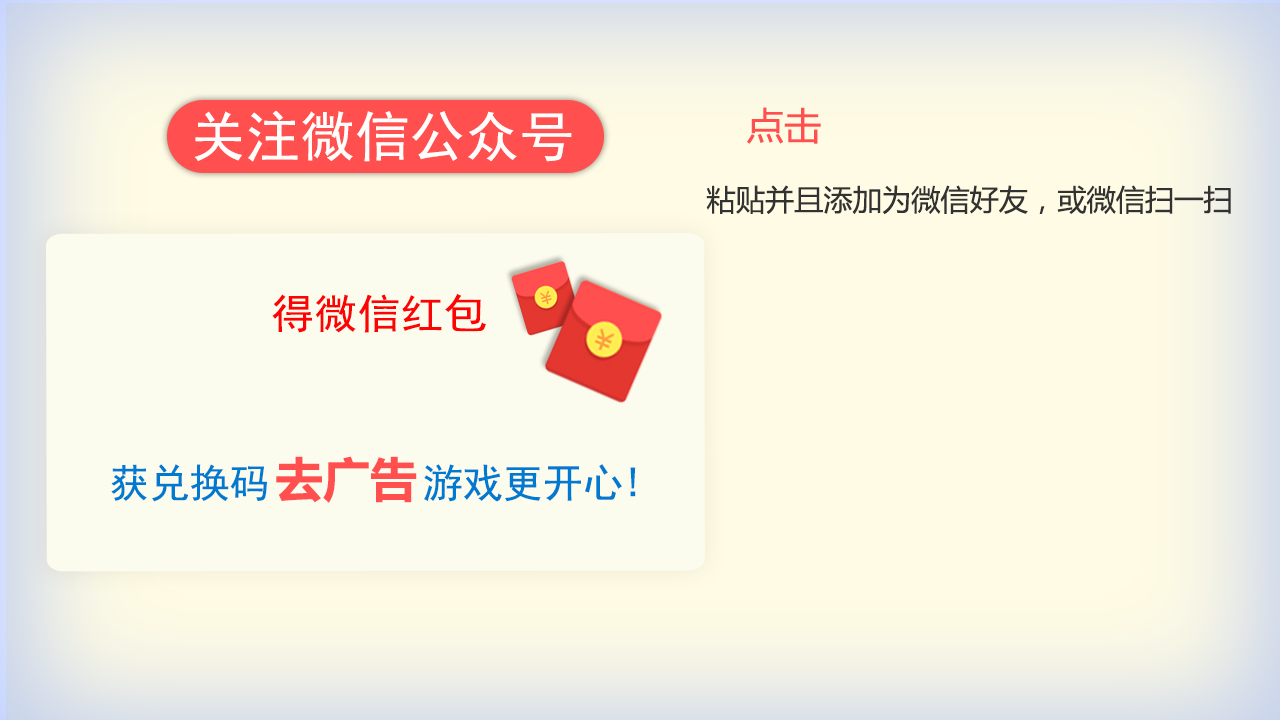 关注微信公众号
得微信红包
获兑换码去广告游戏更开心!
点击
粘贴并且添加为微信好友，或微信扫一扫